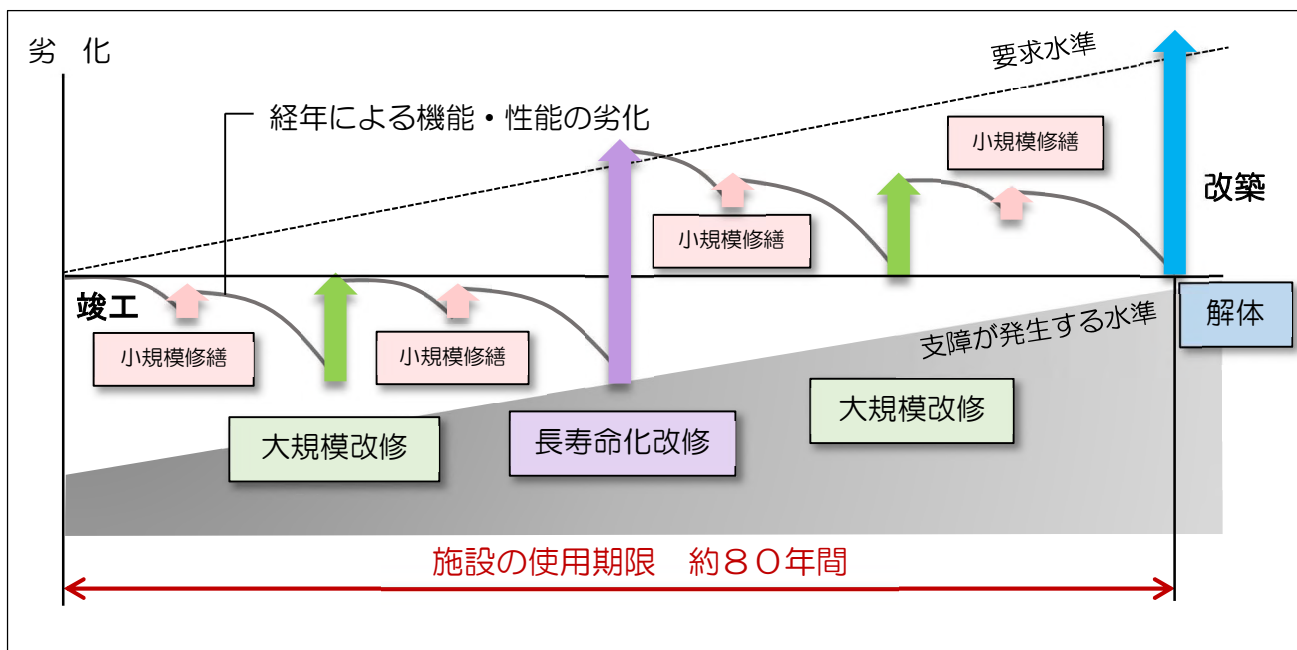 劣　化
要求水準
経年による機能・性能の劣化
小規模修繕
改築
小規模修繕
竣工
支障が発生する水準
解体
小規模修繕
小規模修繕
大規模改修
長寿命化改修
大規模改修
施設の使用期限　約８０年間